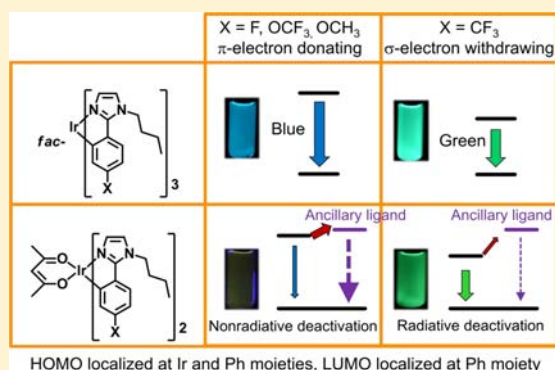 X = F, OCF3, OCH3
π-electron donating
X = CF3
σ-electron withdrawing
fac-
Ir
N
N
X
3
Blue
Green
O
O
Ir
N
N
X
2
Ancillary ligand
Nonradiative deactivation
Ancillary ligand
Radiative deactivation
HOMO localized at Ir and Ph moieties, LUMO localized at Ph moiety